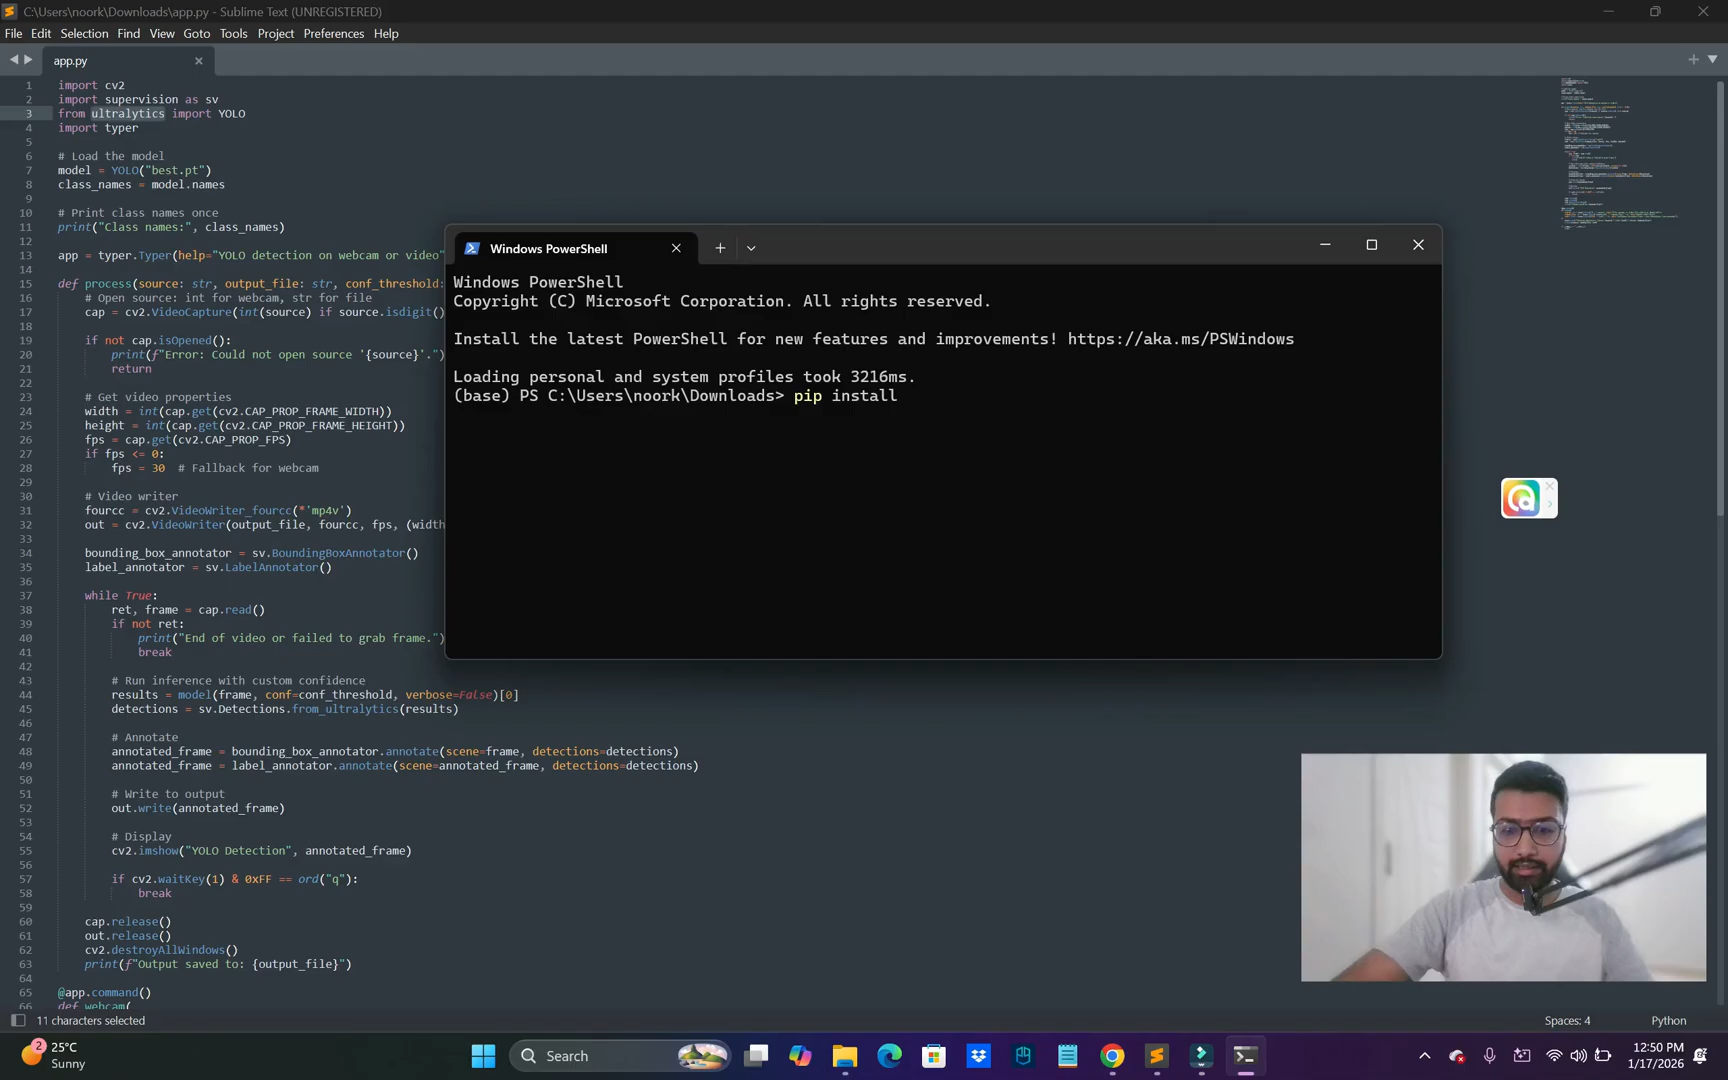 C:\Users\noork\Downloads\app.py - Sublime Text (UNREGISTERED)
File Edit Selection Find View Goto Tools Project Preferences Help
app.py
1 import cv2
2 import supervision as sv
3 from ultralytics import YOLO
4 import typer
5
6 # Load the model
7 model = YOLO("best.pt")
8 class_names = model.names
9
10 # Print class names once
11 print("Class names:", class_names)
12
13 app = typer.Typer(help="YOLO detection on webcam or video"
14
15 def process(source: str, output_file: str, conf_threshold:
16 # Open source: int for webcam, str for file
17 cap = cv2.VideoCapture(int(source) if source.isdigit()
18
19 if not cap.isOpened():
20 print(f"Error: Could not open source '{source}'.")
21 return
22
23 # Get video properties
24 width = int(cap.get(cv2.CAP_PROP_FRAME_WIDTH))
25 height = int(cap.get(cv2.CAP_PROP_FRAME_HEIGHT))
26 fps = cap.get(cv2.CAP_PROP_FPS)
27 if fps <= 0:
28 fps = 30  # Fallback for webcam
29
30 # Video writer
31 fourcc = cv2.VideoWriter_fourcc(*'mp4v')
32 out = cv2.VideoWriter(output_file, fourcc, fps, (width
33
34 bounding_box_annotator = sv.BoundingBoxAnnotator()
35 label_annotator = sv.LabelAnnotator()
36
37 while True:
38 ret, frame = cap.read()
39 if not ret:
40 print("End of video or failed to grab frame.")
41 break
42
43 # Run inference with custom confidence
44 results = model(frame, conf=conf_threshold, verbose=False)[0]
45 detections = sv.Detections.from_ultralytics(results)
46
47 # Annotate
48 annotated_frame = bounding_box_annotator.annotate(scene=frame, detections=detections)
49 annotated_frame = label_annotator.annotate(scene=annotated_frame, detections=detections)
50
51 # Write to output
52 out.write(annotated_frame)
53
54 # Display
55 cv2.imshow("YOLO Detection", annotated_frame)
56
57 if cv2.waitKey(1) & 0xFF == ord("q"):
58 break
59
60 cap.release()
61 out.release()
62 cv2.destroyAllWindows()
63 print(f"Output saved to: {output_file}")
64
65 @app.command()
66 def webcam(
Windows PowerShell
Windows PowerShell
Copyright (C) Microsoft Corporation. All rights reserved.
Install the latest PowerShell for new features and improvements! https://aka.ms/PSWindows
Loading personal and system profiles took 3216ms.
(base) PS C:\Users\noork\Downloads> pip install
11 characters selected
Spaces: 4
Python
2
25°C
Sunny
Search
12:50 PM
1/17/2026